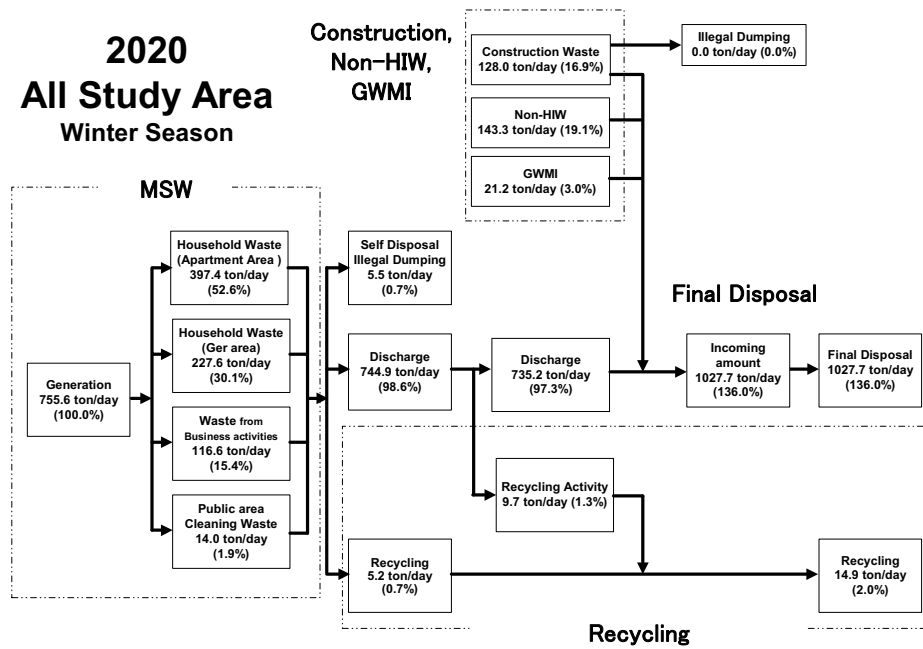 2020
All Study Area
Winter Season
Construction,
Non-HIW,
GWMI
Construction Waste
128.0 ton/day (16.9%)
Illegal Dumping
0.0 ton/day (0.0%)
Non-HIW
143.3 ton/day (19.1%)
GWMI
21.2 ton/day (3.0%)
MSW
Generation
755.6 ton/day
(100.0%)
Household Waste
(Apartment Area )
397.4 ton/day
(52.6%)
Household Waste
(Ger area)
227.6 ton/day
(30.1%)
Waste from
Business activities
116.6 ton/day
(15.4%)
Public area
Cleaning Waste
14.0 ton/day
(1.9%)
Self Disposal
Illegal Dumping
5.5 ton/day
(0.7%)
Discharge
744.9 ton/day
(98.6%)
Discharge
735.2 ton/day
(97.3%)
Final Disposal
Incoming
amount
1027.7 ton/day
(136.0%)
Final Disposal
1027.7 ton/day
(136.0%)
Recycling Activity
9.7 ton/day (1.3%)
Recycling
5.2 ton/day
(0.7%)
Recycling
14.9 ton/day
(2.0%)
Recycling